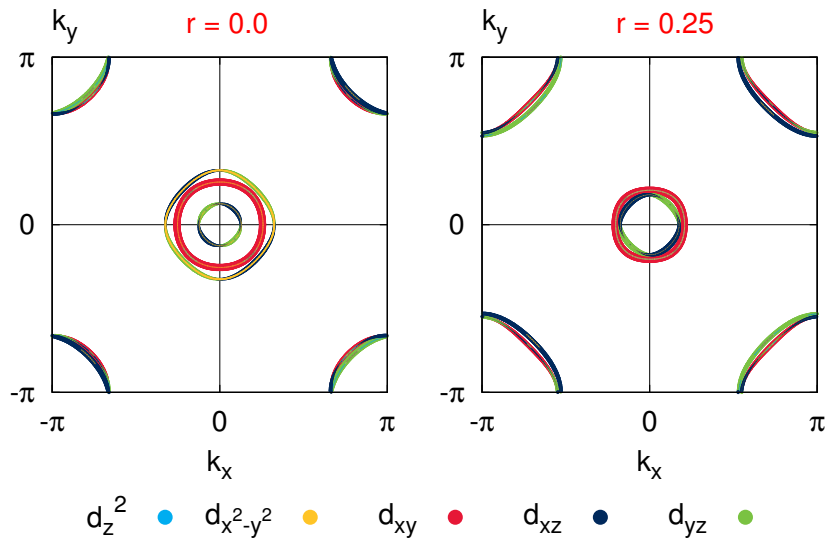 k_y r = 0.0 k_y r = 0.25
π π
0 0
-π -π
-π 0 π -π 0 π
k_x k_x
d_z^2 d_{x^2-y^2} d_xy d_xz d_yz